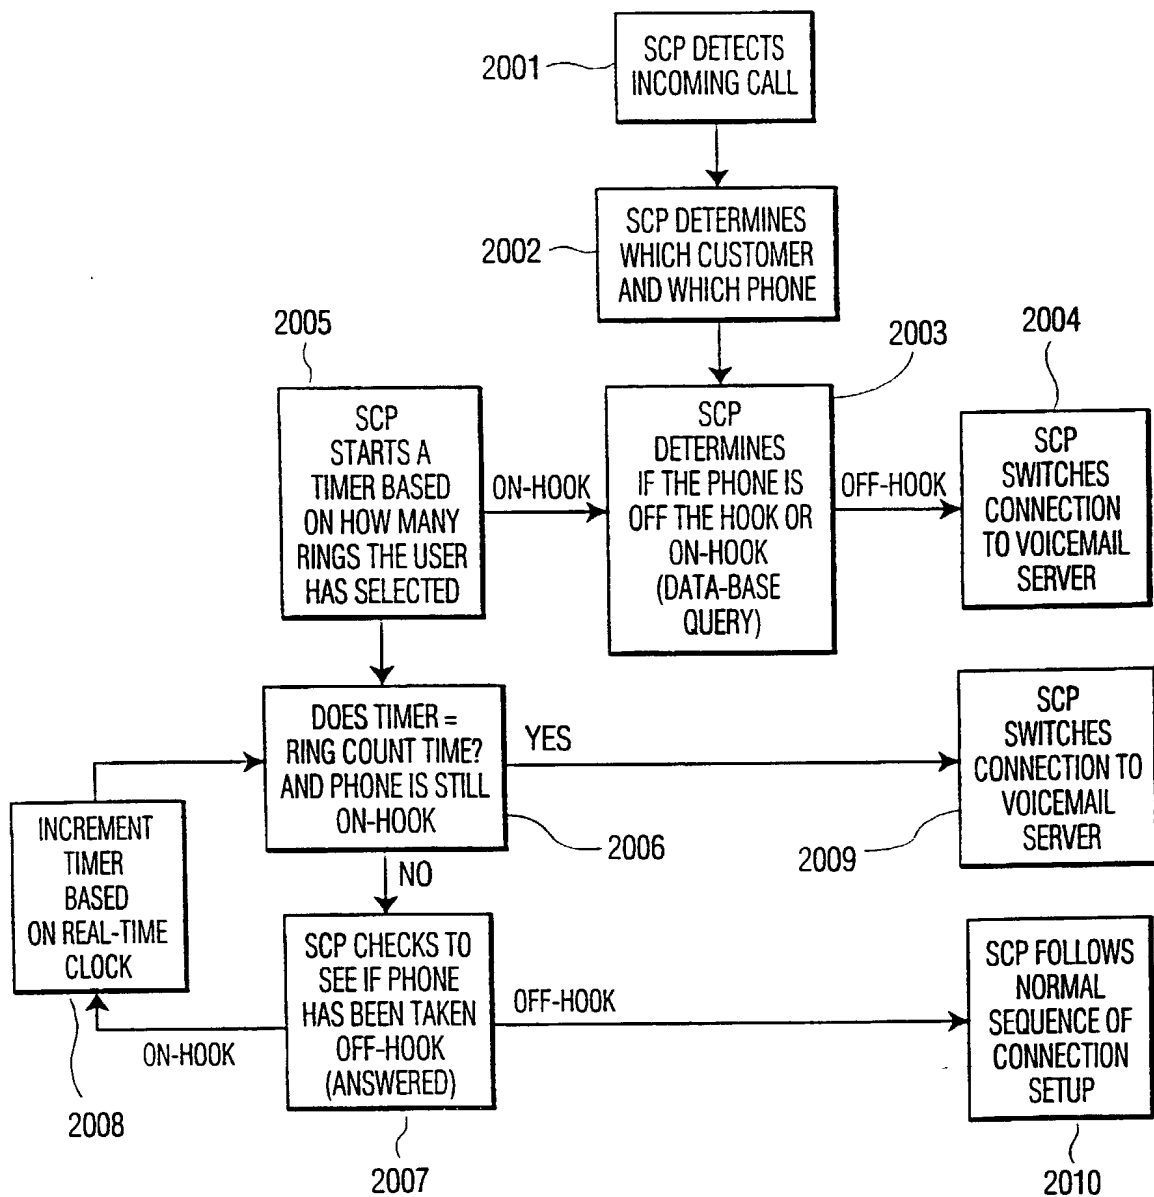 2001
SCP DETECTS
INCOMING CALL
2002
SCP DETERMINES
WHICH CUSTOMER
AND WHICH PHONE
2005
SCP
STARTS A
TIMER BASED
ON HOW MANY
RINGS THE USER
HAS SELECTED
ON-HOOK
2003
SCP
DETERMINES
IF THE PHONE IS
OFF THE HOOK OR
ON-HOOK
(DATA-BASE
QUERY)
OFF-HOOK
2004
SCP
SWITCHES
CONNECTION
TO VOICEMAIL
SERVER
DOES TIMER =
RING COUNT TIME?
AND PHONE IS STILL
ON-HOOK
2006
YES
SCP
SWITCHES
CONNECTION TO
VOICEMAIL
SERVER
2009
NO
INCREMENT
TIMER
BASED
ON REAL-TIME
CLOCK
2008
ON-HOOK
SCP CHECKS TO
SEE IF PHONE
HAS BEEN TAKEN
OFF-HOOK
(ANSWERED)
2007
OFF-HOOK
SCP FOLLOWS
NORMAL
SEQUENCE OF
CONNECTION
SETUP
2010